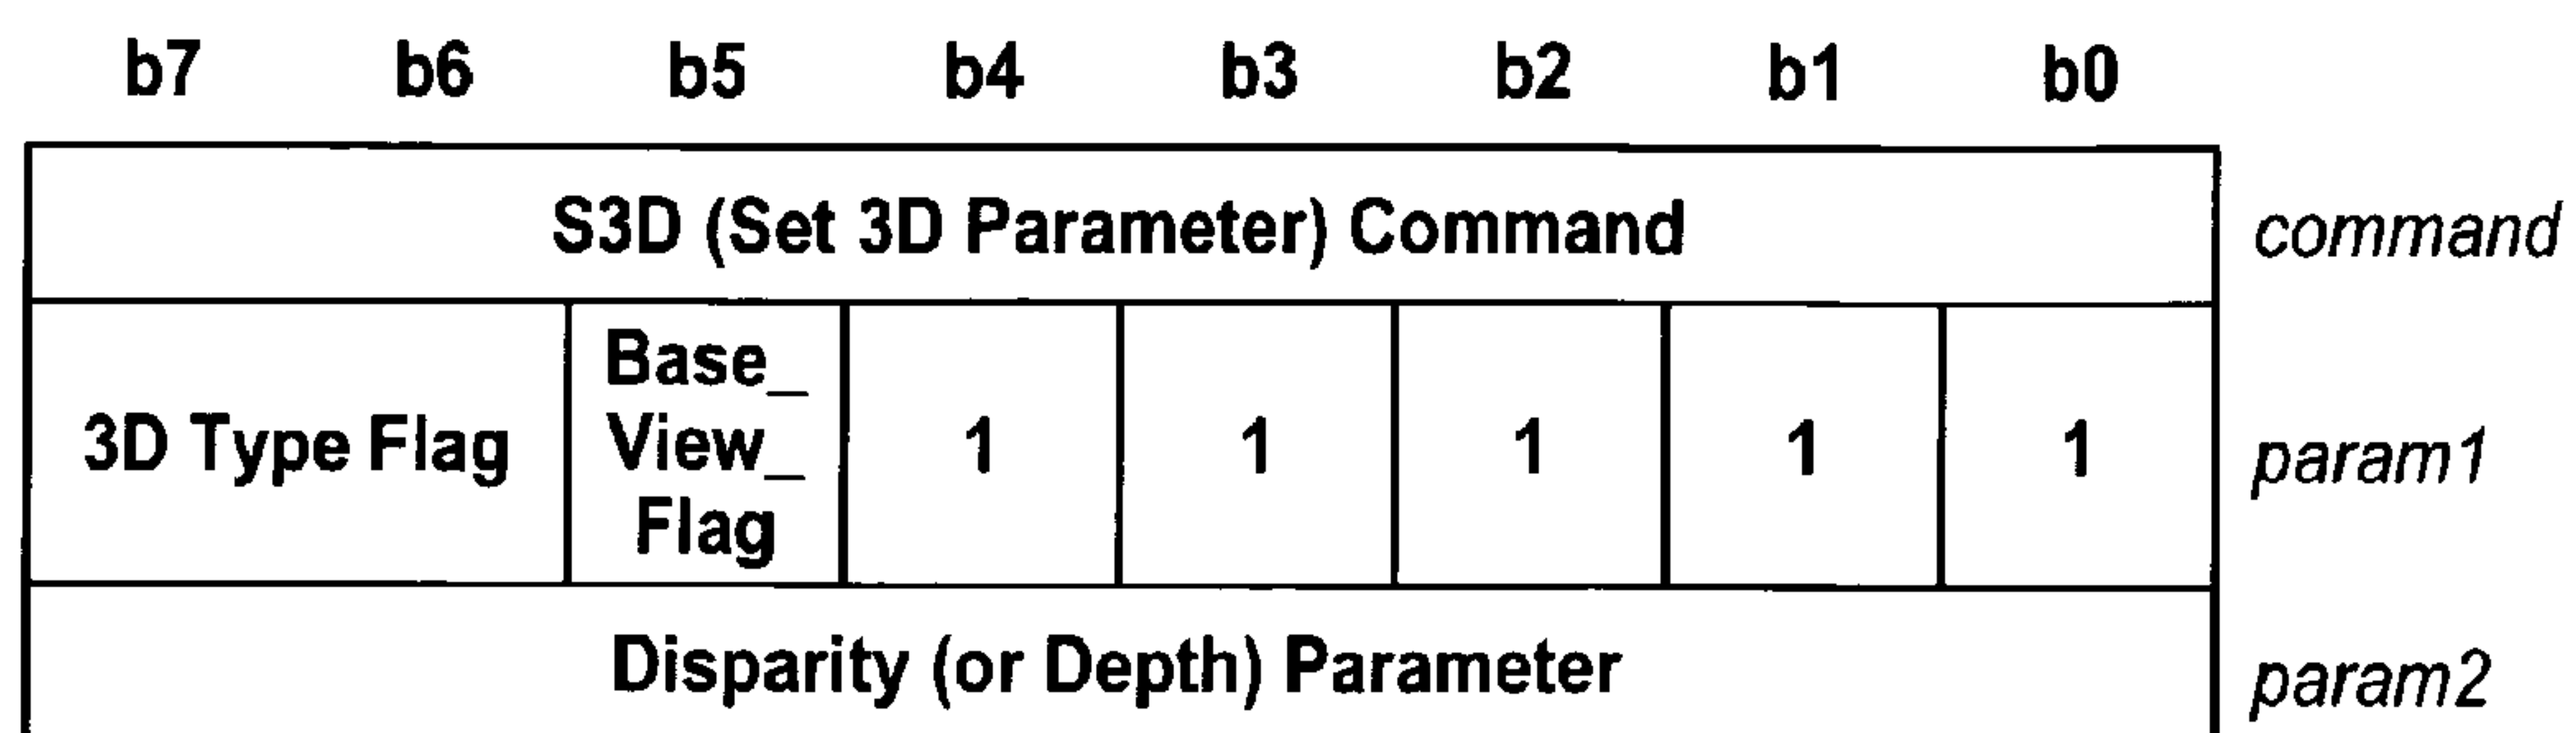 b7 b6 b5 b4 b3 b2 b1 b0
S3D (Set 3D Parameter) Command command
3D Type Flag Base_ View_ Flag 1 1 1 1 1 param1
Disparity (or Depth) Parameter param2